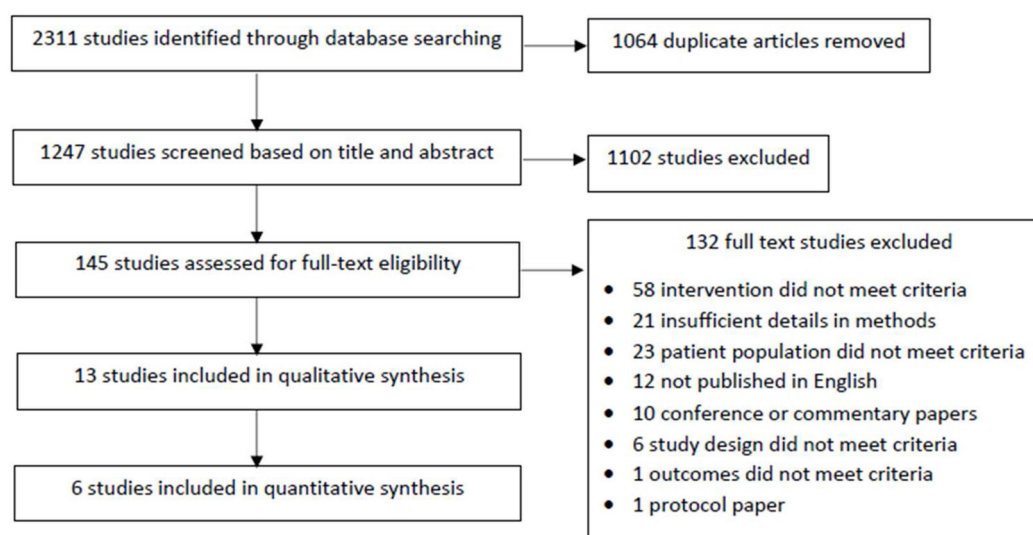 2311 studies identified through database searching
1064 duplicate articles removed
1247 studies screened based on title and abstract
1102 studies excluded
145 studies assessed for full-text eligibility
132 full text studies excluded
• 58 intervention did not meet criteria
• 21 insufficient details in methods
• 23 patient population did not meet criteria
• 12 not published in English
• 10 conference or commentary papers
• 6 study design did not meet criteria
• 1 outcomes did not meet criteria
• 1 protocol paper
13 studies included in qualitative synthesis
6 studies included in quantitative synthesis